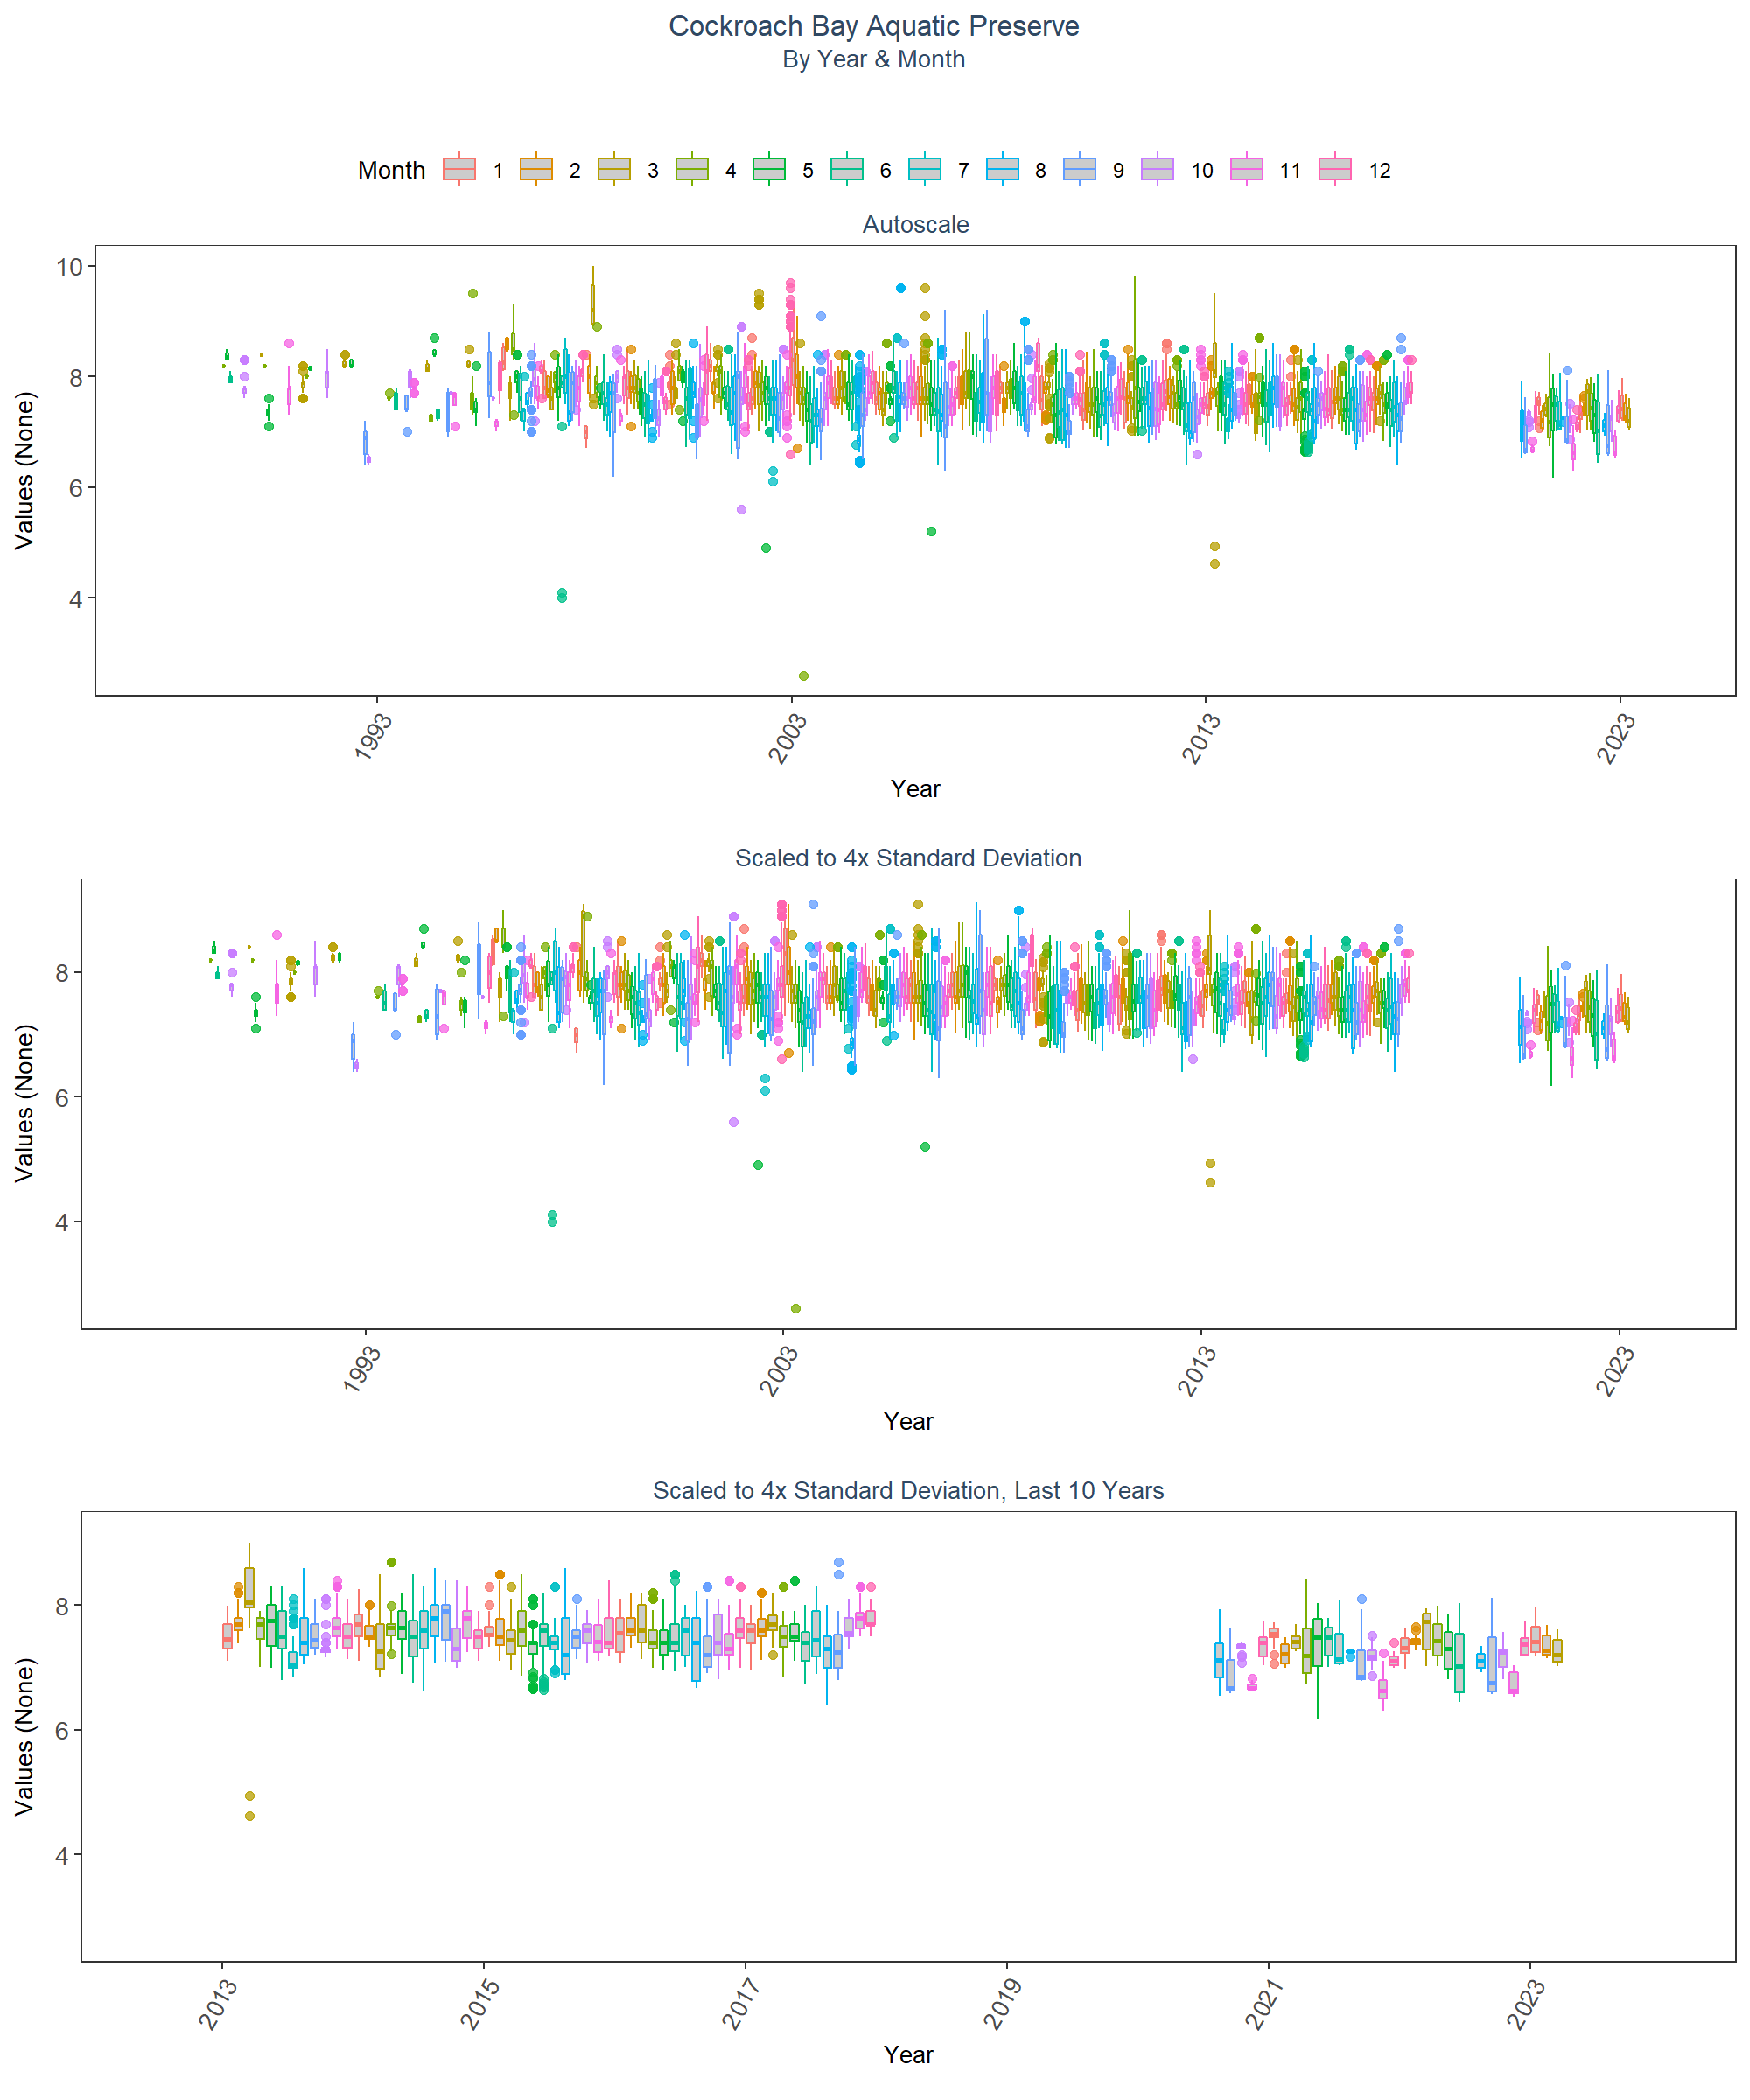 Cockroach Bay Aquatic Preserve
By Year & Month
Month 1 2 3 4 5 6 7 8 9 10 11 12
Autoscale
Values (None)
10
8
6
4
1993 2003 2013 2023
Year
Scaled to 4x Standard Deviation
Values (None)
8
6
4
1993 2003 2013 2023
Year
Scaled to 4x Standard Deviation, Last 10 Years
Values (None)
8
6
4
2013 2015 2017 2019 2021 2023
Year